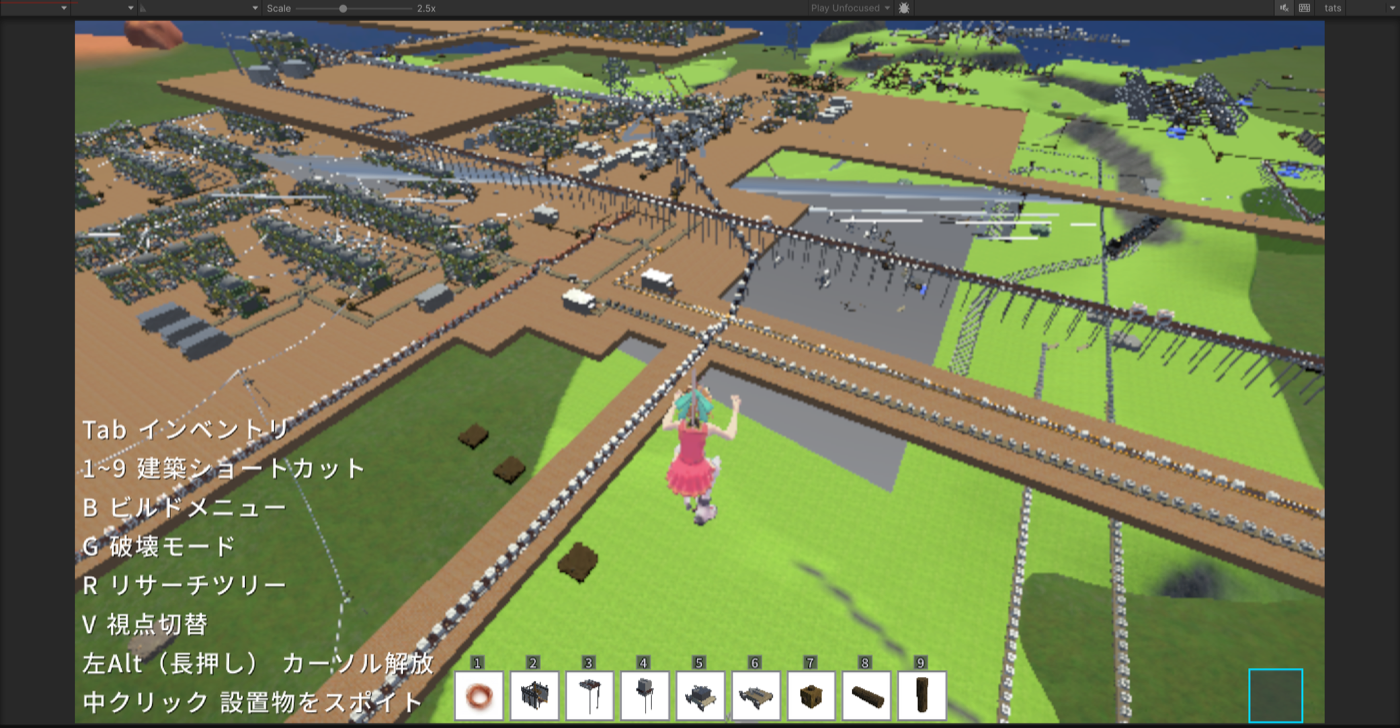 Scale 2.5x Play Unfocused tats
Tab インベントリ
1~9 建築ショートカット
B ビルドメニュー
G 破壊モード
R リサーチツリー
V 視点切替
左Alt（長押し） カーソル解放
中クリック 設置物をスポイト
1 2 3 4 5 6 7 8 9